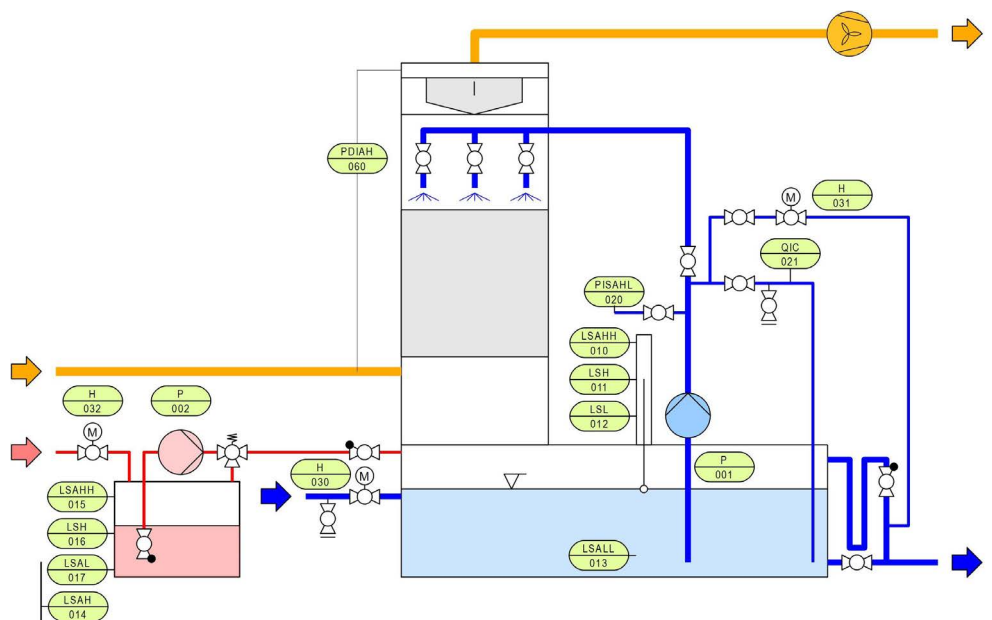 PDIAH
060
H
031
QIC
021
PISAHL
020
LSAHH
010
LSH
011
LSL
012
H
032
P
002
M
M
M
H
030
P
001
LSAHH
015
LSH
016
LSAL
017
LSAH
014
LSALL
013